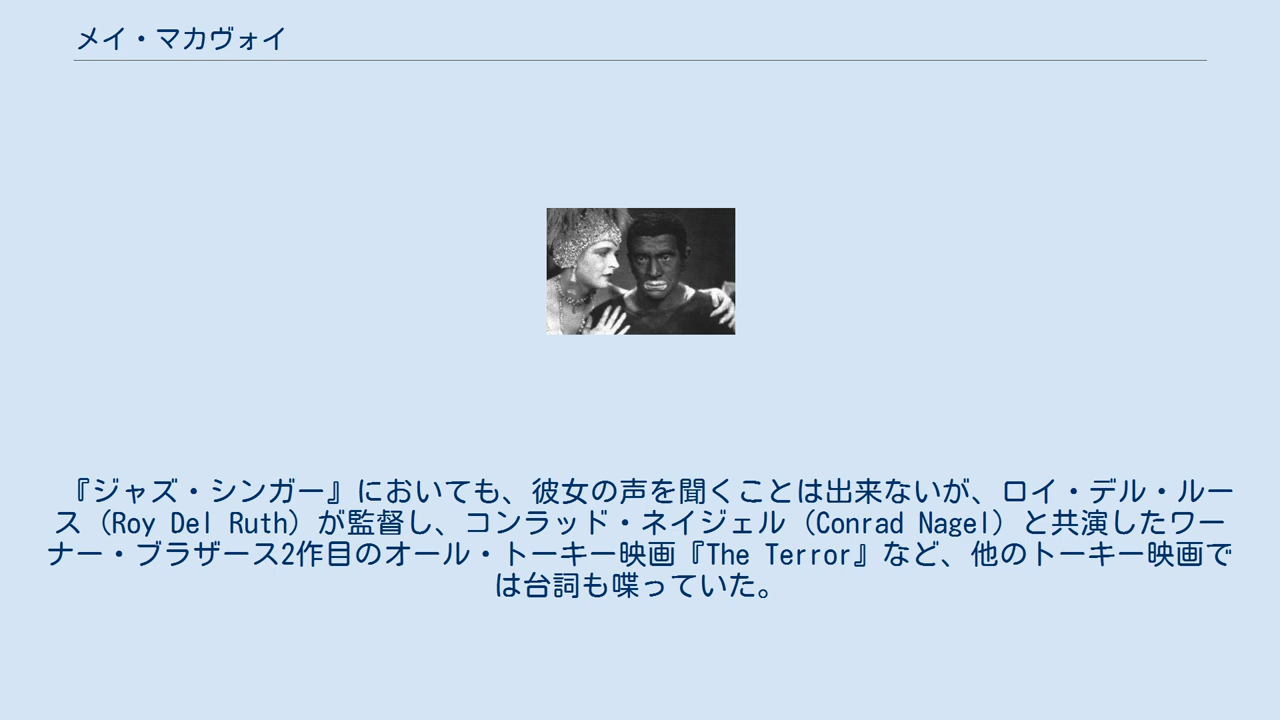 メイ・マカヴォイ
『ジャズ・シンガー』においても、彼女の声を聞くことは出来ないが、ロイ・デル・ルー
ス（Roy Del Ruth）が監督し、コンラッド・ネイジェル（Conrad Nagel）と共演したワー
ナー・ブラザース2作目のオール・トーキー映画『The Terror』など、他のトーキー映画で
は台詞も喋っていた。